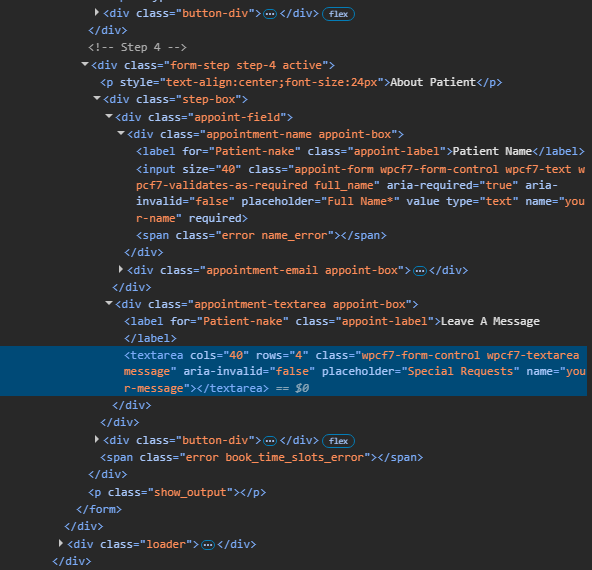 <div class="button-div">⋯</div> flex
</div>
<!-- Step 4 -->
<div class="form-step step-4 active">
<p style="text-align:center;font-size:24px">About Patient</p>
<div class="step-box">
<div class="appoint-field">
<div class="appointment-name appoint-box">
<label for="Patient-nake" class="appoint-label">Patient Name</label>
<input size="40" class="appoint-form wpcf7-form-control wpcf7-text w
pcf7-validates-as-required full_name" aria-required="true" aria-
invalid="false" placeholder="Full Name*" value type="text" name="you
r-name" required>
<span class="error name_error"></span>
</div>
<div class="appointment-email appoint-box">⋯</div>
</div>
<div class="appointment-textarea appoint-box">
<label for="Patient-nake" class="appoint-label">Leave A Message
</label>
<textarea cols="40" rows="4" class="wpcf7-form-control wpcf7-textarea
message" aria-invalid="false" placeholder="Special Requests" name="yo
ur-message"></textarea> == $0
</div>
</div>
<div class="button-div">⋯</div> flex
<span class="error book_time_slots_error"></span>
</div>
<p class="show_output"></p>
</form>
</div>
<div class="loader">⋯</div>
</div>